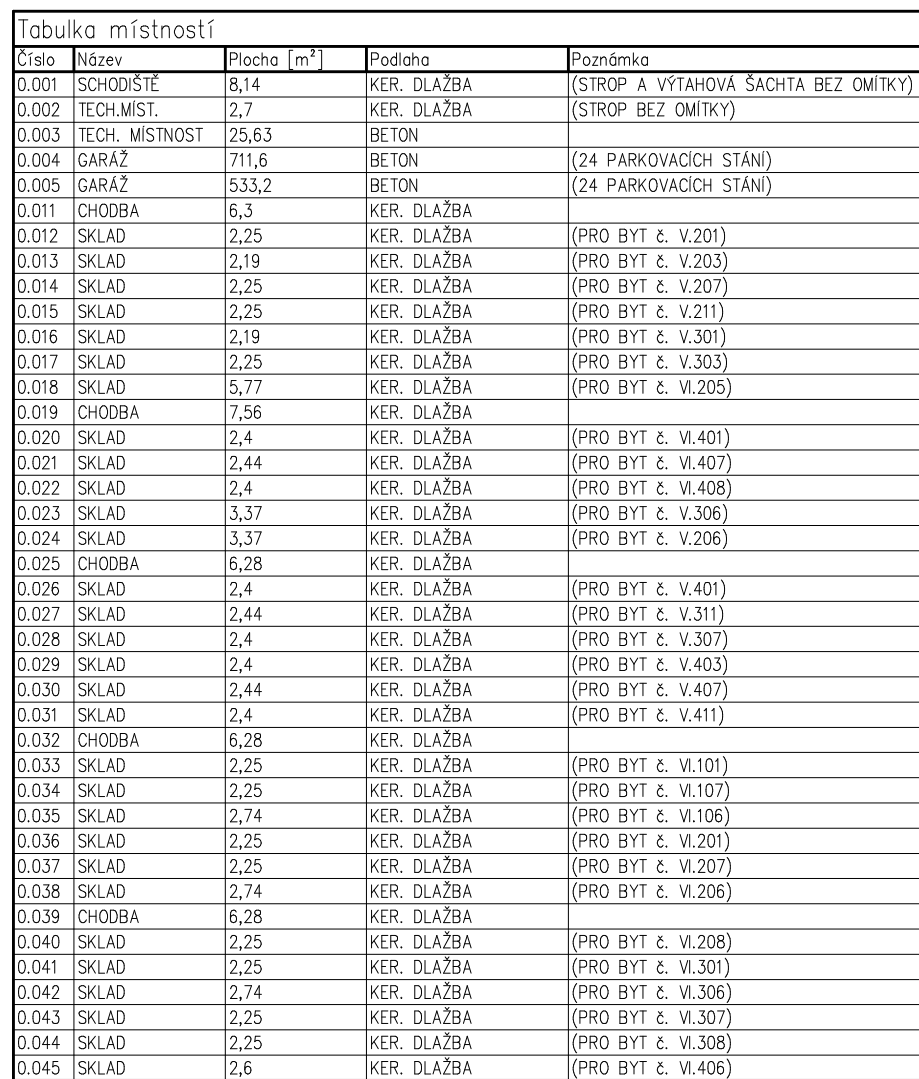 Tabulka místností
Číslo Název Plocha [m²] Podlaha Poznámka
0.001 SCHODIŠTĚ 8,14 KER. DLAŽBA (STROP A VÝTAHOVÁ ŠACHTA BEZ OMÍTKY)
0.002 TECH.MÍST. 2,7 KER. DLAŽBA (STROP BEZ OMÍTKY)
0.003 TECH. MÍSTNOST 25,63 BETON
0.004 GARÁŽ 711,6 BETON (24 PARKOVACÍCH STÁNÍ)
0.005 GARÁŽ 533,2 BETON (24 PARKOVACÍCH STÁNÍ)
0.011 CHODBA 6,3 KER. DLAŽBA
0.012 SKLAD 2,25 KER. DLAŽBA (PRO BYT č. V.201)
0.013 SKLAD 2,19 KER. DLAŽBA (PRO BYT č. V.203)
0.014 SKLAD 2,25 KER. DLAŽBA (PRO BYT č. V.207)
0.015 SKLAD 2,25 KER. DLAŽBA (PRO BYT č. V.211)
0.016 SKLAD 2,19 KER. DLAŽBA (PRO BYT č. V.301)
0.017 SKLAD 2,25 KER. DLAŽBA (PRO BYT č. V.303)
0.018 SKLAD 5,77 KER. DLAŽBA (PRO BYT č. VI.205)
0.019 CHODBA 7,56 KER. DLAŽBA
0.020 SKLAD 2,4 KER. DLAŽBA (PRO BYT č. VI.401)
0.021 SKLAD 2,44 KER. DLAŽBA (PRO BYT č. VI.407)
0.022 SKLAD 2,4 KER. DLAŽBA (PRO BYT č. VI.408)
0.023 SKLAD 3,37 KER. DLAŽBA (PRO BYT č. V.306)
0.024 SKLAD 3,37 KER. DLAŽBA (PRO BYT č. V.206)
0.025 CHODBA 6,28 KER. DLAŽBA
0.026 SKLAD 2,4 KER. DLAŽBA (PRO BYT č. V.401)
0.027 SKLAD 2,44 KER. DLAŽBA (PRO BYT č. V.311)
0.028 SKLAD 2,4 KER. DLAŽBA (PRO BYT č. V.307)
0.029 SKLAD 2,4 KER. DLAŽBA (PRO BYT č. V.403)
0.030 SKLAD 2,44 KER. DLAŽBA (PRO BYT č. V.407)
0.031 SKLAD 2,4 KER. DLAŽBA (PRO BYT č. V.411)
0.032 CHODBA 6,28 KER. DLAŽBA
0.033 SKLAD 2,25 KER. DLAŽBA (PRO BYT č. VI.101)
0.034 SKLAD 2,25 KER. DLAŽBA (PRO BYT č. VI.107)
0.035 SKLAD 2,74 KER. DLAŽBA (PRO BYT č. VI.106)
0.036 SKLAD 2,25 KER. DLAŽBA (PRO BYT č. VI.201)
0.037 SKLAD 2,25 KER. DLAŽBA (PRO BYT č. VI.207)
0.038 SKLAD 2,74 KER. DLAŽBA (PRO BYT č. VI.206)
0.039 CHODBA 6,28 KER. DLAŽBA
0.040 SKLAD 2,25 KER. DLAŽBA (PRO BYT č. VI.208)
0.041 SKLAD 2,25 KER. DLAŽBA (PRO BYT č. VI.301)
0.042 SKLAD 2,74 KER. DLAŽBA (PRO BYT č. VI.306)
0.043 SKLAD 2,25 KER. DLAŽBA (PRO BYT č. VI.307)
0.044 SKLAD 2,25 KER. DLAŽBA (PRO BYT č. VI.308)
0.045 SKLAD 2,6 KER. DLAŽBA (PRO BYT č. VI.406)